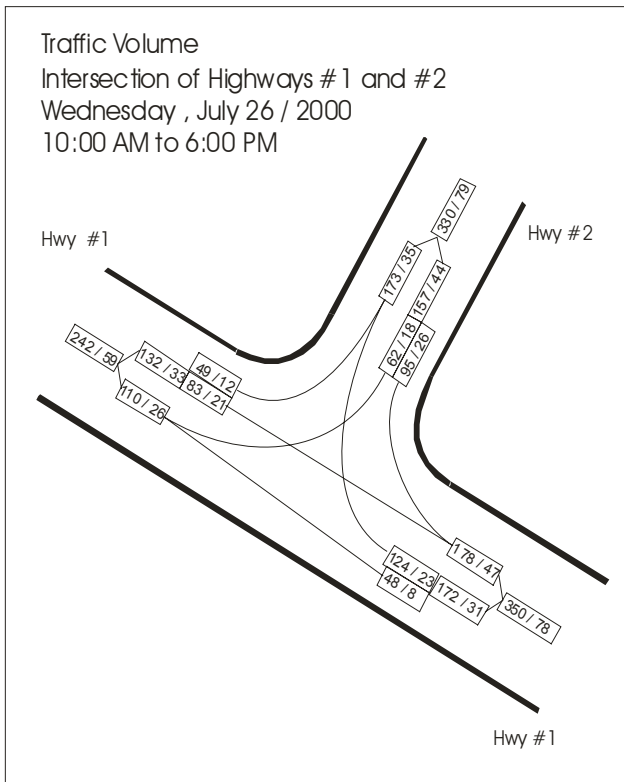 Traffic Volume
Intersection of Highways #1 and #2
Wednesday , July 26 / 2000
10:00 AM to 6:00 PM
330 / 79
Hwy #1
Hwy #2
173 / 35
157 / 44
62 / 18
95 / 26
242 / 59
132 / 33
49 / 12
83 / 21
110 / 26
178 / 47
124 / 23
48 / 8
172 / 31
350 / 78
Hwy #1